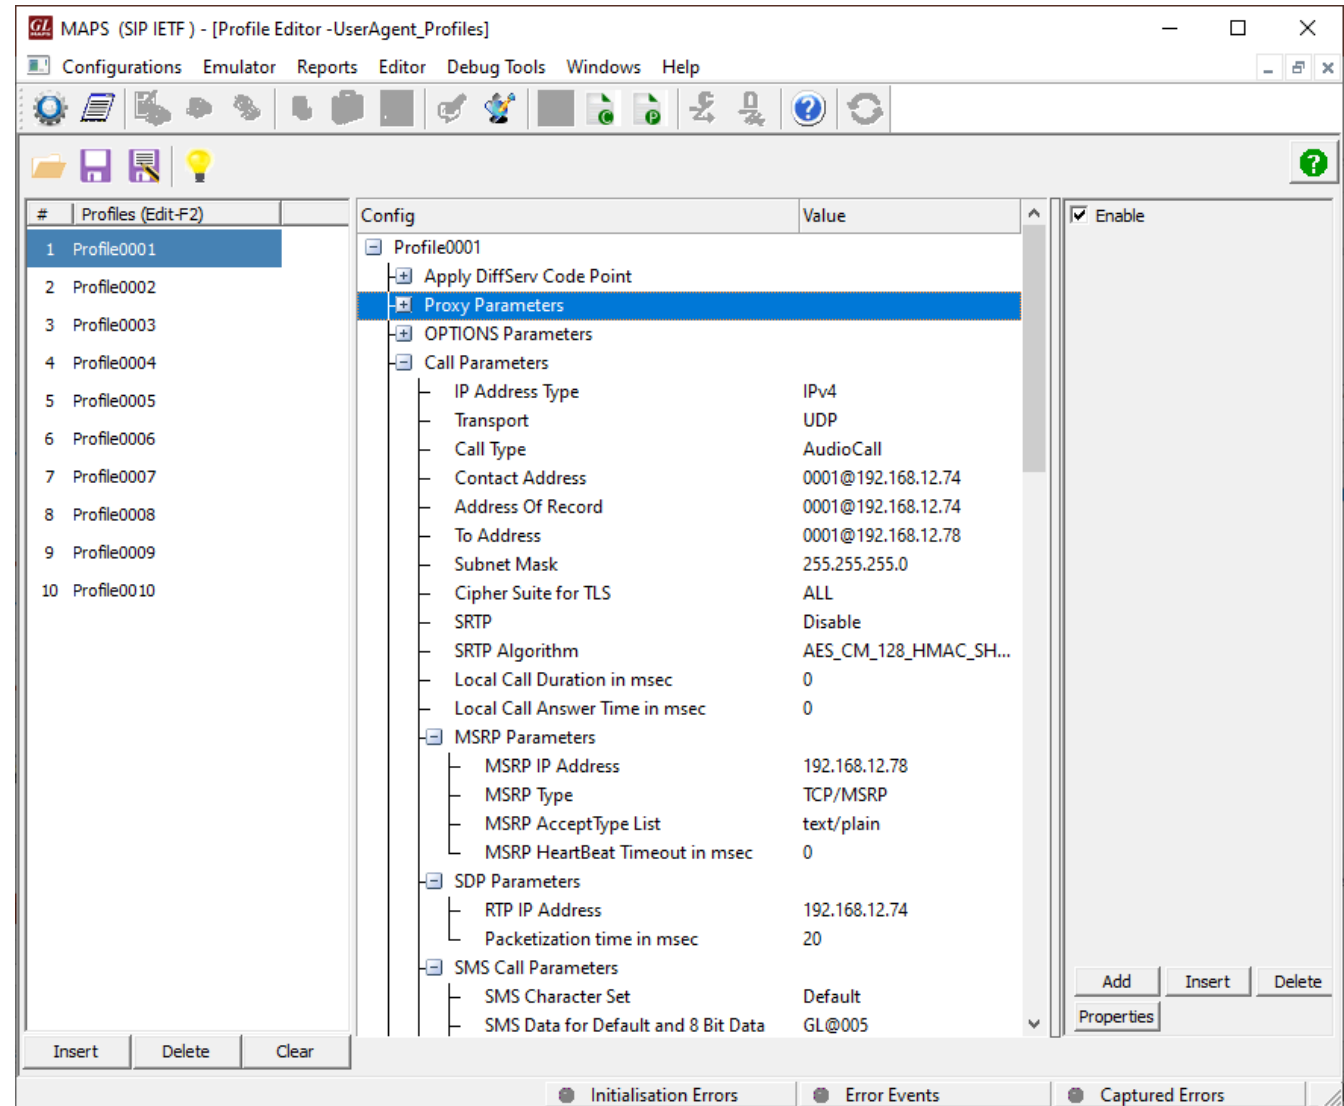 GL MAPS MAPS (SIP IETF ) - [Profile Editor -UserAgent_Profiles]
Configurations Emulator Reports Editor Debug Tools Windows Help
# Profiles (Edit-F2)
1 Profile0001
2 Profile0002
3 Profile0003
4 Profile0004
5 Profile0005
6 Profile0006
7 Profile0007
8 Profile0008
9 Profile0009
10 Profile0010
Insert Delete Clear
Config Value
Profile0001
Apply DiffServ Code Point
Proxy Parameters
OPTIONS Parameters
Call Parameters
IP Address Type IPv4
Transport UDP
Call Type AudioCall
Contact Address 0001@192.168.12.74
Address Of Record 0001@192.168.12.74
To Address 0001@192.168.12.78
Subnet Mask 255.255.255.0
Cipher Suite for TLS ALL
SRTP Disable
SRTP Algorithm AES_CM_128_HMAC_SH...
Local Call Duration in msec 0
Local Call Answer Time in msec 0
MSRP Parameters
MSRP IP Address 192.168.12.78
MSRP Type TCP/MSRP
MSRP AcceptType List text/plain
MSRP HeartBeat Timeout in msec 0
SDP Parameters
RTP IP Address 192.168.12.74
Packetization time in msec 20
SMS Call Parameters
SMS Character Set Default
SMS Data for Default and 8 Bit Data GL@005
Enable
Add Insert Delete
Properties
Initialisation Errors Error Events Captured Errors